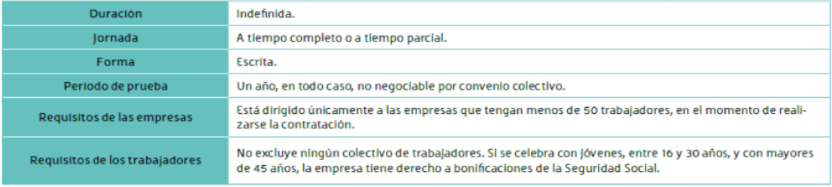 Duración
Indefinida.
Jornada
A tiempo completo o a tiempo parcial.
Forma
Escrita.
Periodo de prueba
Un año, en todo caso, no negociable por convenio colectivo.
Requisitos de las empresas
Está dirigido únicamente a las empresas que tengan menos de 50 trabajadores, en el momento de reali-
zarse la contratación.
Requisitos de los trabajadores
No excluye ningún colectivo de trabajadores. Si se celebra con jóvenes, entre 16 y 30 años, y con mayores
de 45 años, la empresa tiene derecho a bonificaciones de la Seguridad Social.